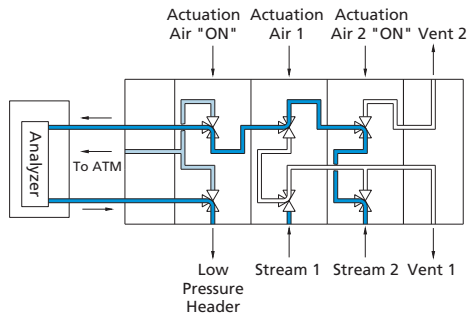 Actuation
Air "ON"
Actuation
Air 1
Actuation
Air 2 "ON"
Vent 2
Analyzer
To ATM
Low
Pressure
Header
Stream 1
Stream 2
Vent 1